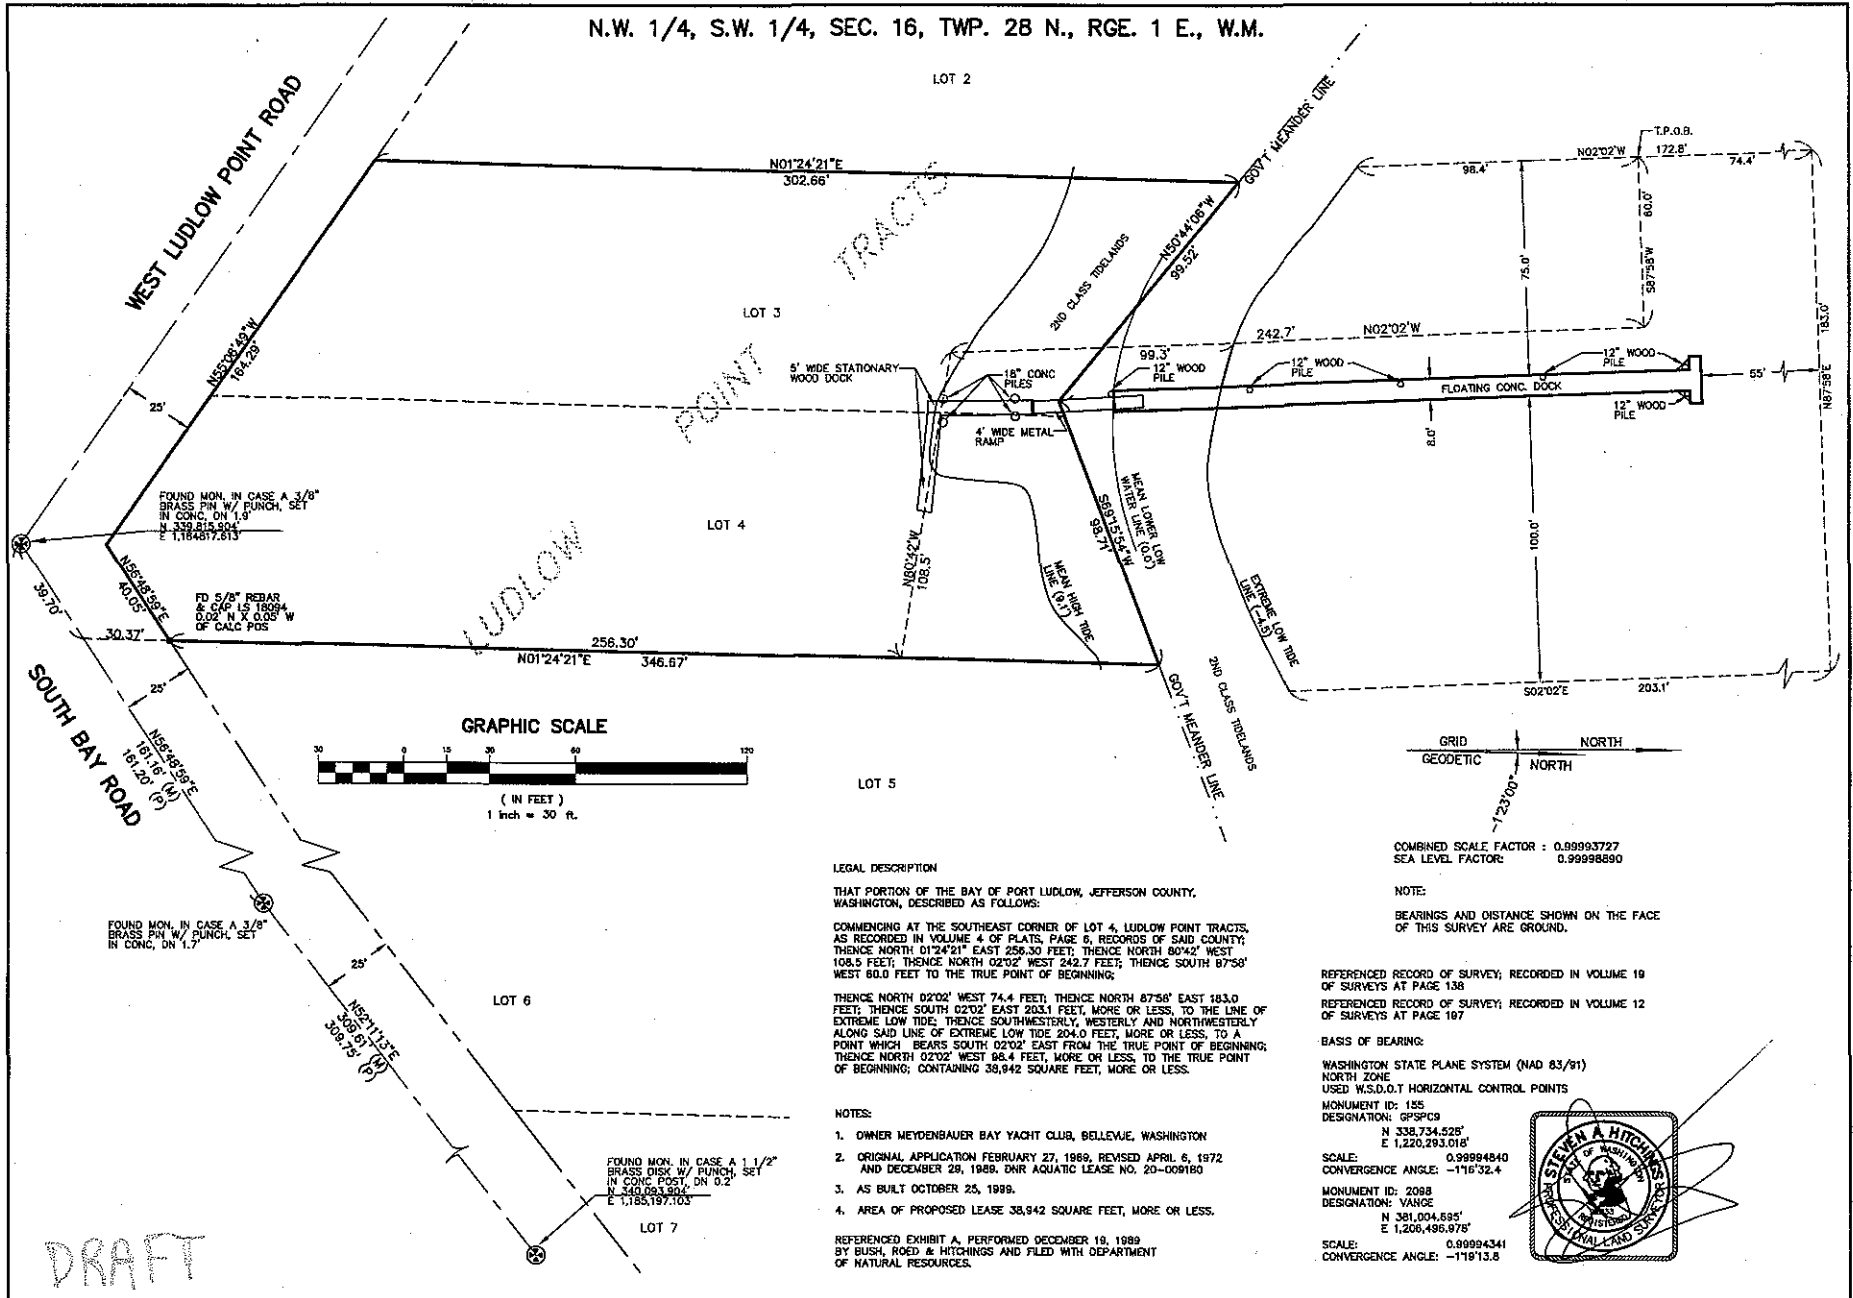 N.W. 1/4, S.W. 1/4, SEC. 16, TWP. 28 N., RGE. 1 E., W.M.
LOT 2
WEST LUDLOW POINT ROAD
N01°24'21"E
302.66'
GOV'T MEANDER LINE
T.P.O.B.
N02°02'W
172.8'
98.4'
74.4'
TRACTS
N50°44'06"W
99.52'
2ND CLASS TIDELANDS
60.0'
S87°58'W
75.0'
183.0'
N87°58'E
LOT 3
242.7'
N02°02'W
99.3'
N55°06'49"W
164.29'
25'
POINT
5' WIDE STATIONARY
WOOD DOCK
18" CONC
PILES
12" WOOD
PILE
12" WOOD
PILE
12" WOOD
PILE
FLOATING CONC. DOCK
55'
12" WOOD
PILE
8.0'
4' WIDE METAL
RAMP
FOUND MON. IN CASE A 3/8"
BRASS PIN W/ PUNCH, SET
IN CONC, DN 1.9'
N 339,815.904'
E 1,184817.613'
LOT 4
MEAN LOWER LOW
WATER LINE (0.0')
S69°15'54"W
98.71'
100.0'
N56°48'59"E
40.05'
39.70'
FD 5/8" REBAR
& CAP LS 18094
0.02' N X 0.05' W
OF CALC POS
LUDLOW
N80°42'W
108.5'
MEAN HIGH TIDE
LINE (9.1')
EXTREME LOW TIDE
LINE (-4.5)
30.37'
256.30'
N01°24'21"E
346.67'
S02°02'E
203.1'
SOUTH BAY ROAD
25'
N56°48'59"E
161.16' (M)
161.20' (P)
GOV'T MEANDER LINE
2ND CLASS TIDELANDS
GRAPHIC SCALE
30 0 15 30 60 120
( IN FEET )
1 inch = 30 ft.
LOT 5
GRID NORTH
GEODETIC NORTH
-1°23'00"
COMBINED SCALE FACTOR : 0.99993727
SEA LEVEL FACTOR: 0.99998890
NOTE:
BEARINGS AND DISTANCE SHOWN ON THE FACE
OF THIS SURVEY ARE GROUND.
FOUND MON. IN CASE A 3/8"
BRASS PIN W/ PUNCH, SET
IN CONC, DN 1.7'
25'
LOT 6
N52°11'13"E
309.61' (M)
309.75' (P)
LEGAL DESCRIPTION
THAT PORTION OF THE BAY OF PORT LUDLOW, JEFFERSON COUNTY,
WASHINGTON, DESCRIBED AS FOLLOWS:
COMMENCING AT THE SOUTHEAST CORNER OF LOT 4, LUDLOW POINT TRACTS,
AS RECORDED IN VOLUME 4 OF PLATS, PAGE 6, RECORDS OF SAID COUNTY;
THENCE NORTH 01°24'21" EAST 256.30 FEET; THENCE NORTH 80°42' WEST
108.5 FEET; THENCE NORTH 02°02' WEST 242.7 FEET; THENCE SOUTH 87°58'
WEST 60.0 FEET TO THE TRUE POINT OF BEGINNING;
THENCE NORTH 02°02' WEST 74.4 FEET; THENCE NORTH 87°58' EAST 183.0
FEET; THENCE SOUTH 02°02' EAST 203.1 FEET, MORE OR LESS, TO THE LINE OF
EXTREME LOW TIDE; THENCE SOUTHWESTERLY, WESTERLY AND NORTHWESTERLY
ALONG SAID LINE OF EXTREME LOW TIDE 204.0 FEET, MORE OR LESS, TO A
POINT WHICH BEARS SOUTH 02°02' EAST FROM THE TRUE POINT OF BEGINNING;
THENCE NORTH 02°02' WEST 98.4 FEET, MORE OR LESS, TO THE TRUE POINT
OF BEGINNING; CONTAINING 38,942 SQUARE FEET, MORE OR LESS.
NOTES:
1. OWNER MEYDENBAUER BAY YACHT CLUB, BELLEVUE, WASHINGTON
2. ORIGINAL APPLICATION FEBRUARY 27, 1969, REVISED APRIL 6, 1972
AND DECEMBER 29, 1989. DNR AQUATIC LEASE NO. 20-009180
3. AS BUILT OCTOBER 25, 1999.
4. AREA OF PROPOSED LEASE 38,942 SQUARE FEET, MORE OR LESS.
REFERENCED EXHIBIT A, PERFORMED DECEMBER 19, 1989
BY BUSH, ROED & HITCHINGS AND FILED WITH DEPARTMENT
OF NATURAL RESOURCES.
REFERENCED RECORD OF SURVEY; RECORDED IN VOLUME 19
OF SURVEYS AT PAGE 138
REFERENCED RECORD OF SURVEY; RECORDED IN VOLUME 12
OF SURVEYS AT PAGE 197
BASIS OF BEARING:
WASHINGTON STATE PLANE SYSTEM (NAD 83/91)
NORTH ZONE
USED W.S.D.O.T HORIZONTAL CONTROL POINTS
MONUMENT ID: 155
DESIGNATION: GPSPC9
N 338,734.528'
E 1,220,293.018'
SCALE: 0.99994840
CONVERGENCE ANGLE: -1°16'32.4
MONUMENT ID: 2098
DESIGNATION: VANGE
N 381,004.695'
E 1,206,496.978'
SCALE: 0.99994341
CONVERGENCE ANGLE: -1°19'13.8
STEVEN A HITCHINGS
STATE OF WASHINGTON
REGISTERED
PROFESSIONAL LAND SURVEYOR
FOUND MON. IN CASE A 1 1/2"
BRASS DISK W/ PUNCH, SET
IN CONC POST, DN 0.2'
N 340,093.904'
E 1,185,197.103'
LOT 7
DRAFT